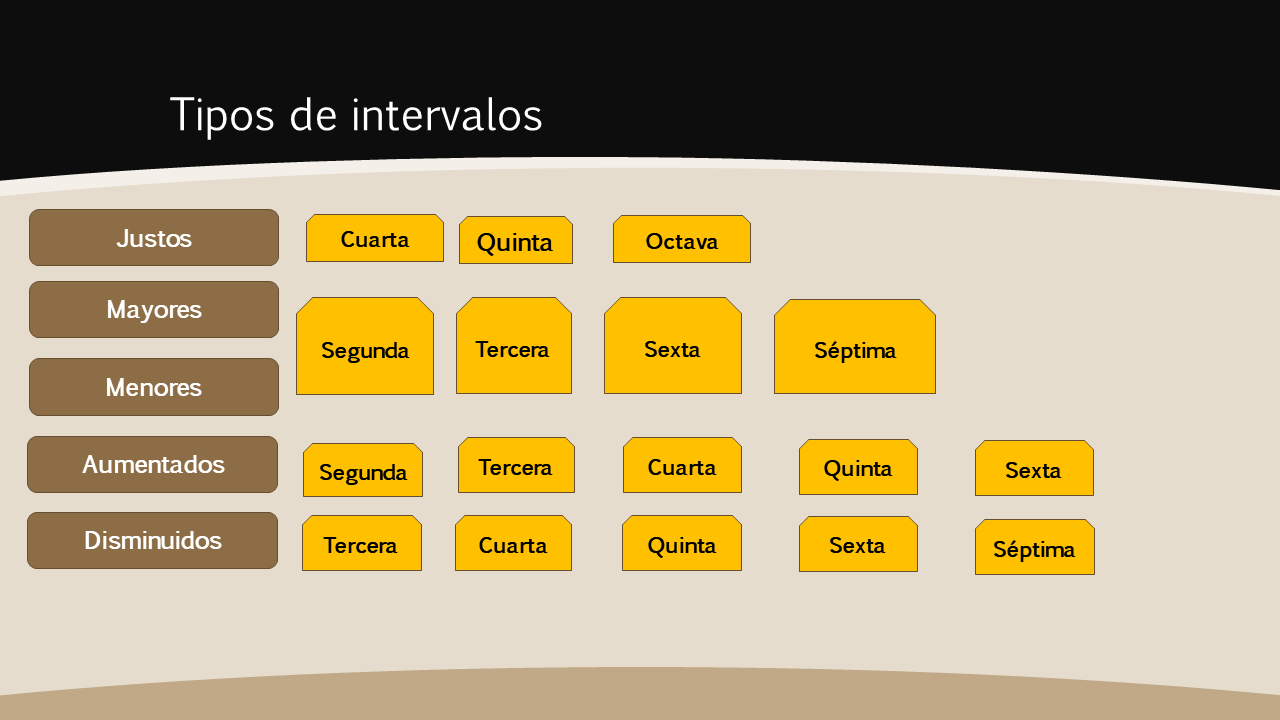 Tipos de intervalos
Justos
Cuarta
Quinta
Octava
Mayores
Menores
Segunda
Tercera
Sexta
Séptima
Aumentados
Segunda
Tercera
Cuarta
Quinta
Sexta
Disminuidos
Tercera
Cuarta
Quinta
Sexta
Séptima